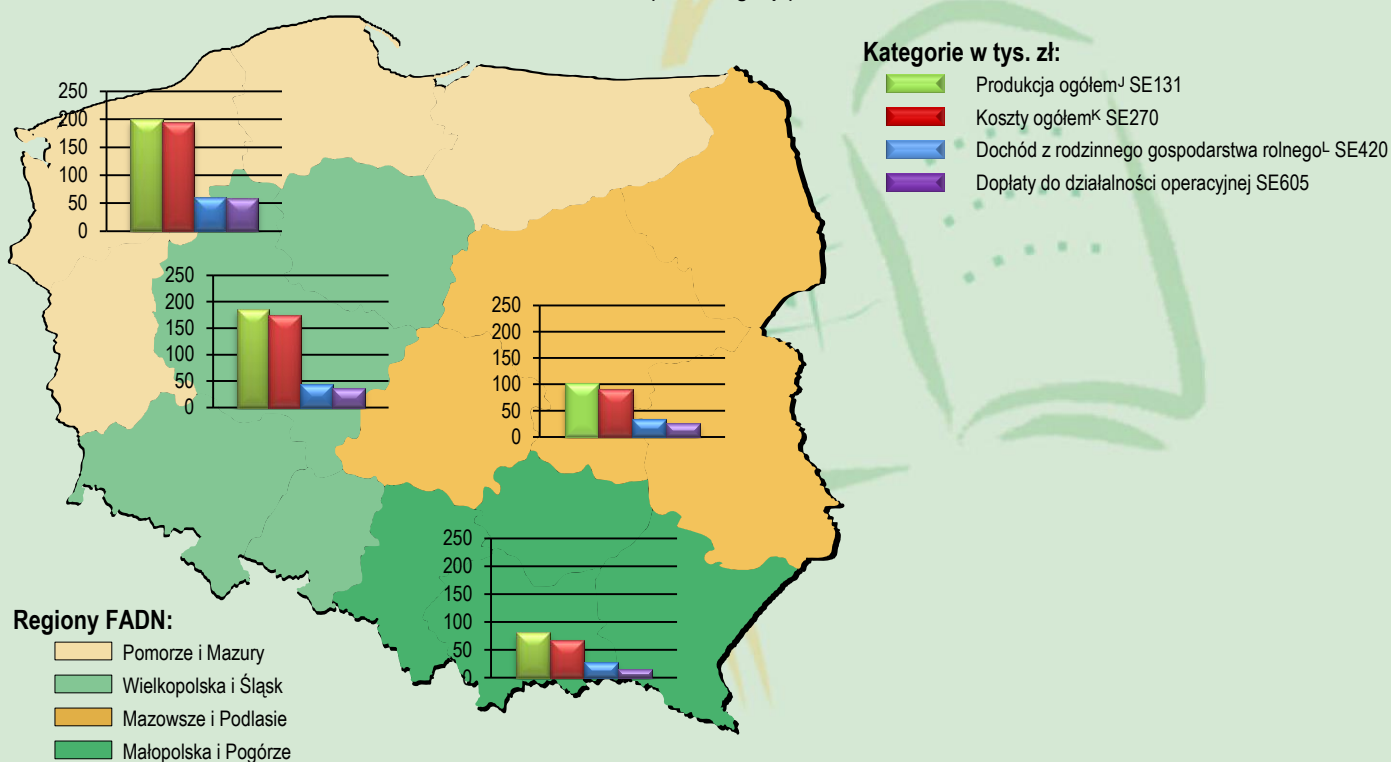 Kategorie w tys. zł:
Produkcja ogółemᴶ SE131
Koszty ogółemᴷ SE270
Dochód z rodzinnego gospodarstwa rolnegoᴸ SE420
Dopłaty do działalności operacyjnej SE605
250
200
150
100
50
0
250
200
150
100
50
0
250
200
150
100
50
0
250
200
150
100
50
0
Regiony FADN:
Pomorze i Mazury
Wielkopolska i Śląsk
Mazowsze i Podlasie
Małopolska i Pogórze